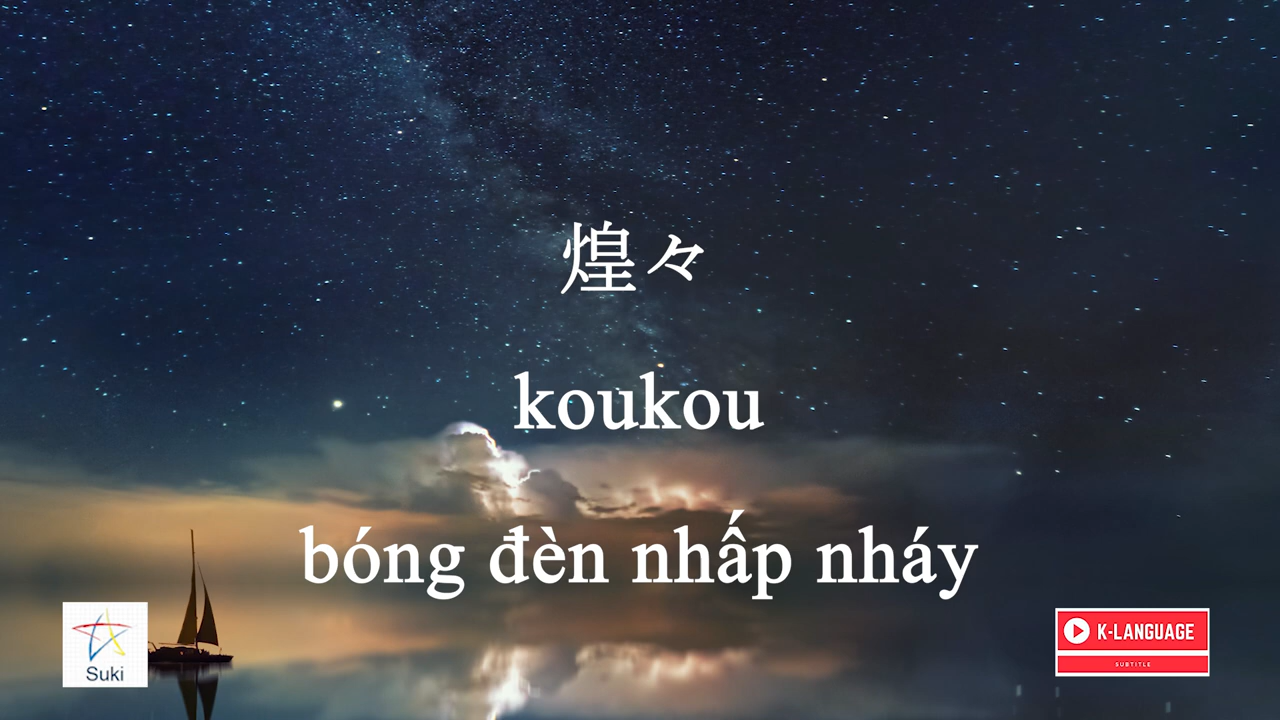 煌々
koukou
bóng đèn nhấp nháy
Suki
K-LANGUAGE
SUBTITLE